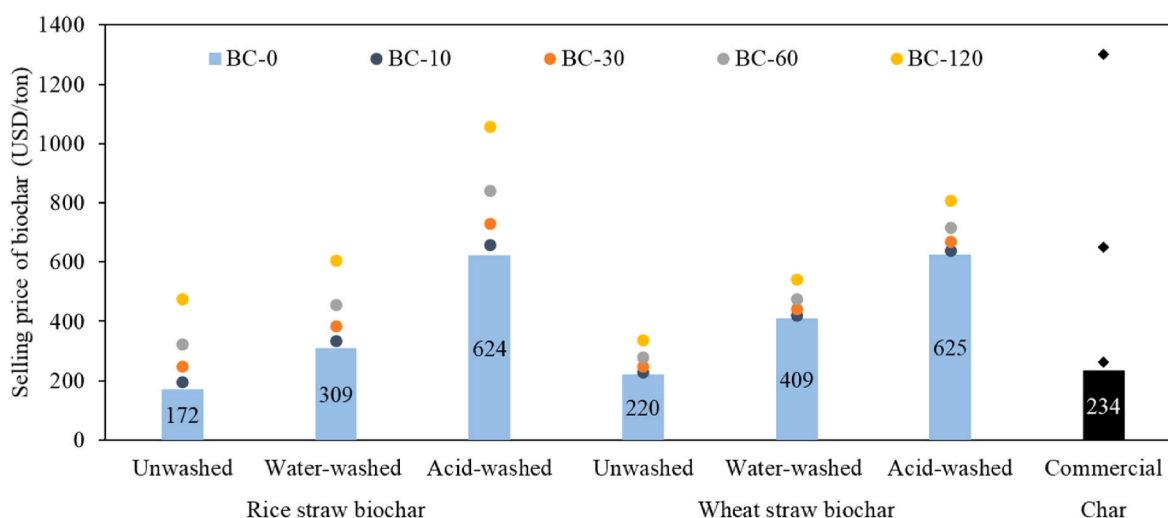 1400
BC-0 BC-10 BC-30 BC-60 BC-120
1200
1000
800
600
400
200
0
Selling price of biochar (USD/ton)
172 309 624 220 409 625 234
Unwashed Water-washed Acid-washed Unwashed Water-washed Acid-washed Commercial
Rice straw biochar Wheat straw biochar Char